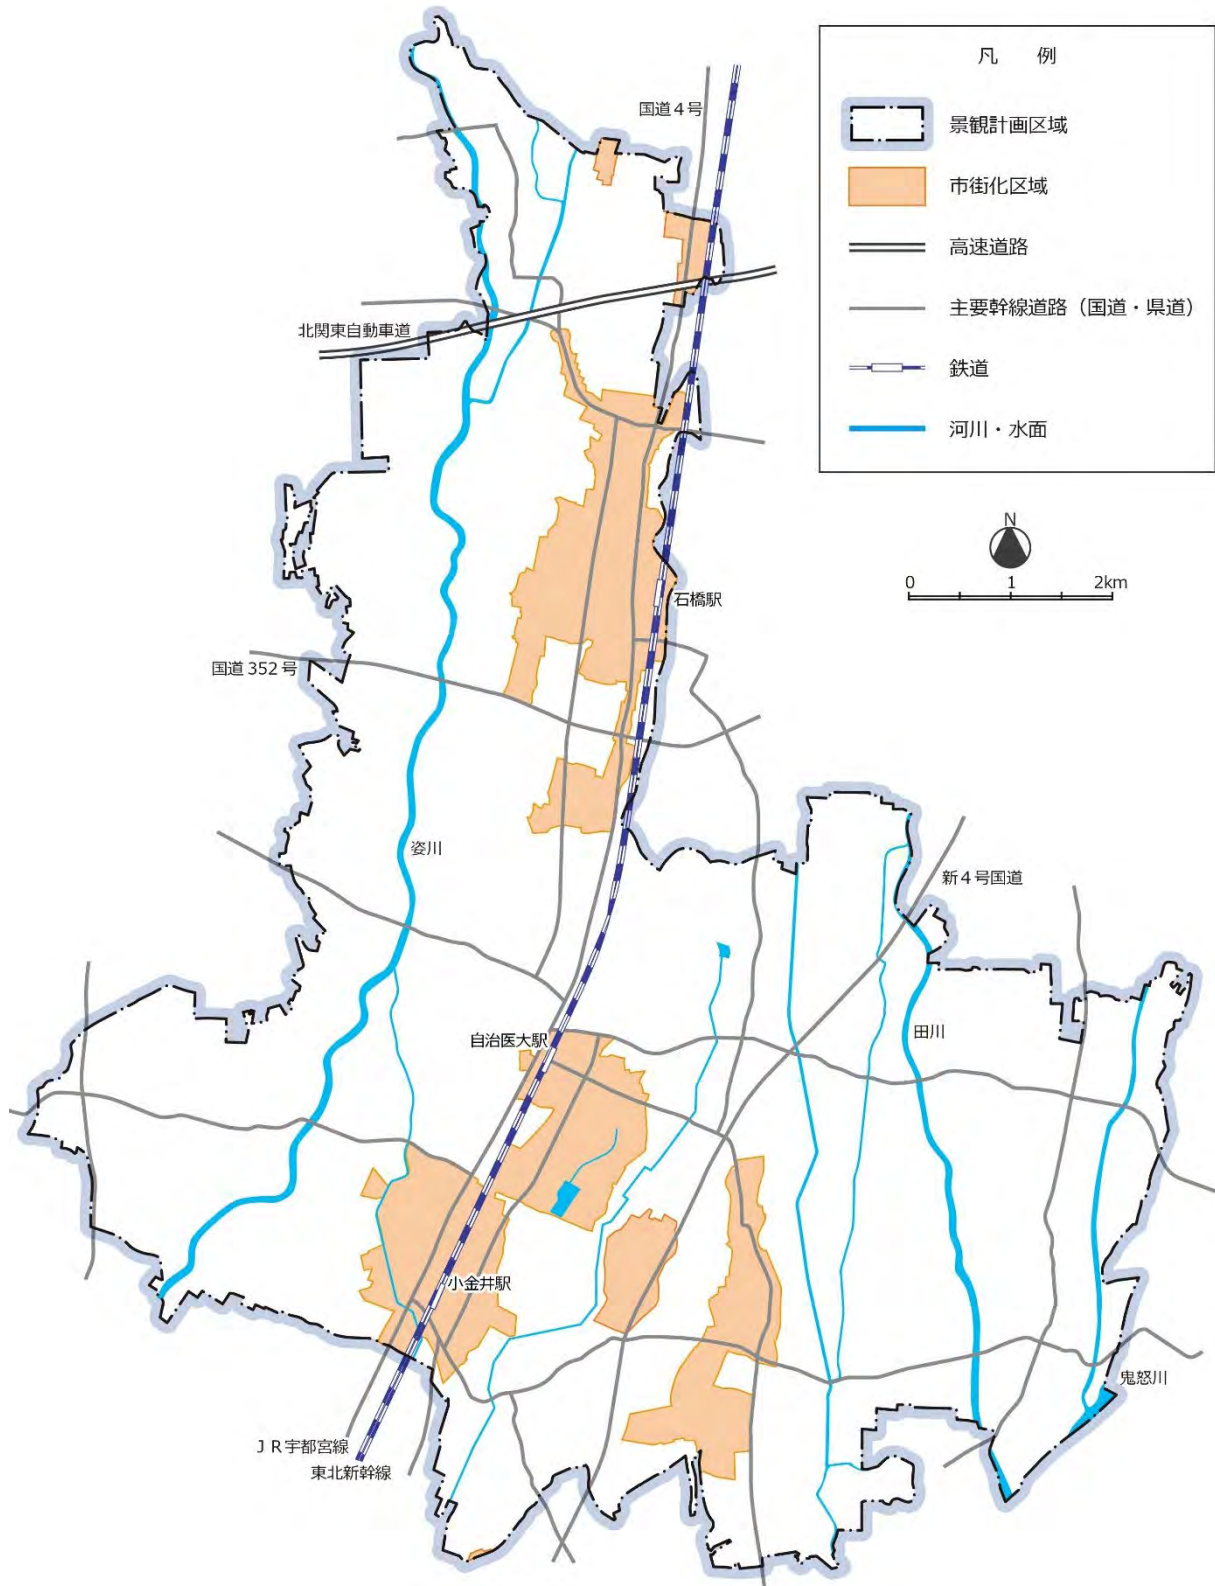 凡 例
景観計画区域
市街化区域
高速道路
主要幹線道路（国道・県道）
鉄道
河川・水面
N
0 1 2km
国道4号
北関東自動車道
石橋駅
国道352号
姿川
新4号国道
田川
自治医大駅
小金井駅
鬼怒川
ＪＲ宇都宮線
東北新幹線